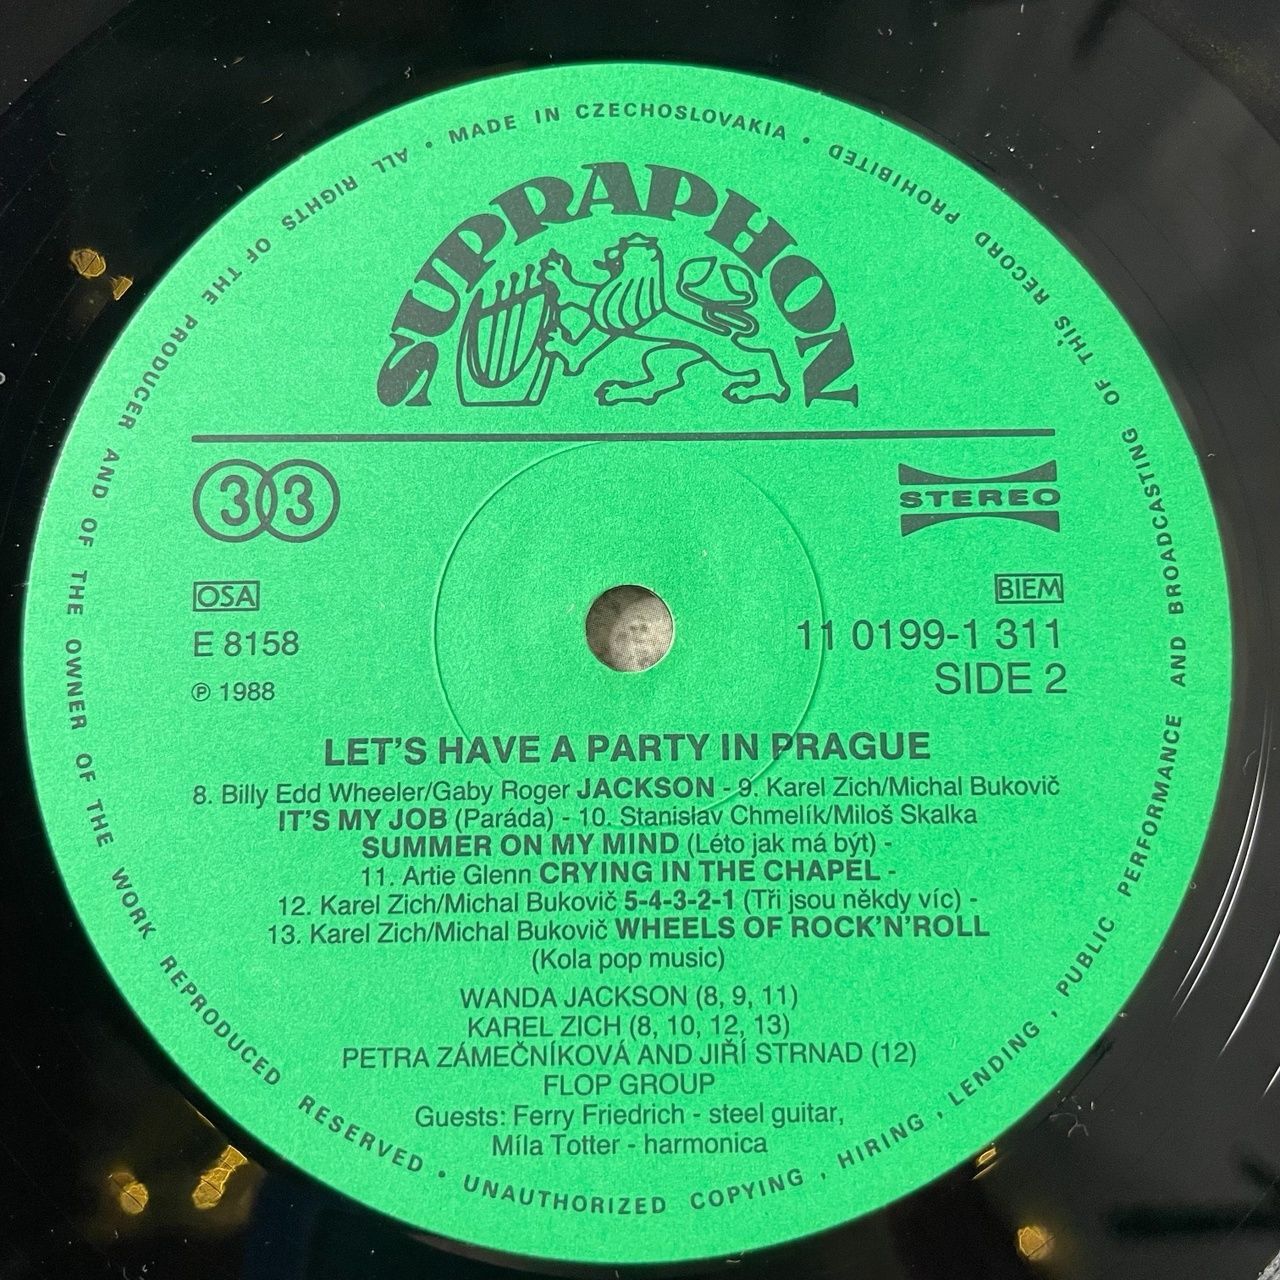 MADE IN CZECHOSLOVAKIA • ALL RIGHTS OF THE PRODUCER AND OF THE OWNER OF THE WORK REPRODUCED RESERVED • UNAUTHORIZED COPYING, HIRING, LENDING, PUBLIC PERFORMANCE AND BROADCASTING OF THIS RECORD PROHIBITED •
SUPRAPHON
33
STEREO
OSA
BIEM
E 8158
11 0199-1 311
℗ 1988
SIDE 2
LET'S HAVE A PARTY IN PRAGUE
8. Billy Edd Wheeler/Gaby Roger JACKSON - 9. Karel Zich/Michal Bukovič
IT'S MY JOB (Paráda) - 10. Stanislav Chmelík/Miloš Skalka
SUMMER ON MY MIND (Léto jak má být) -
11. Artie Glenn CRYING IN THE CHAPEL -
12. Karel Zich/Michal Bukovič 5-4-3-2-1 (Tři jsou někdy víc) -
13. Karel Zich/Michal Bukovič WHEELS OF ROCK'N'ROLL
(Kola pop music)
WANDA JACKSON (8, 9, 11)
KAREL ZICH (8, 10, 12, 13)
PETRA ZÁMEČNÍKOVÁ AND JIŘÍ STRNAD (12)
FLOP GROUP
Guests: Ferry Friedrich - steel guitar,
Míla Totter - harmonica